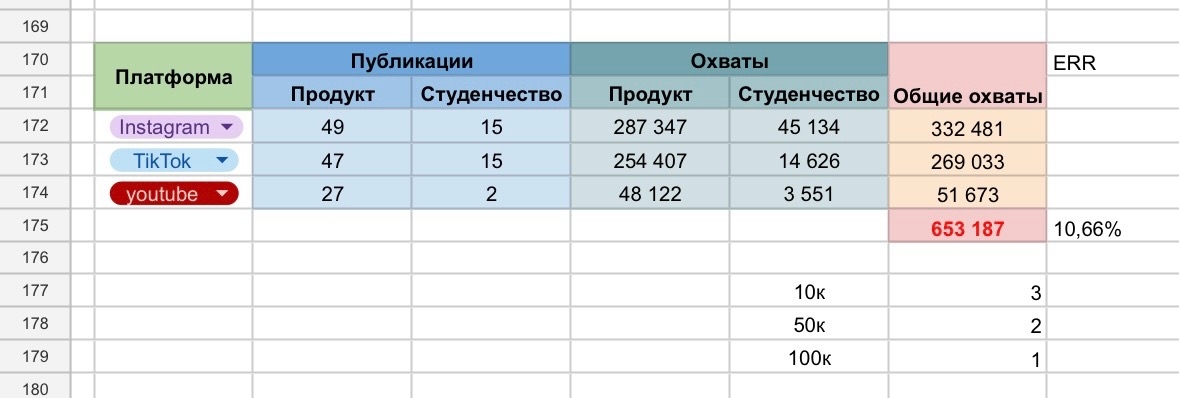 169
170 Платформа Публикации Охваты Общие охваты ERR
171 Продукт Студенчество Продукт Студенчество
172 Instagram 49 15 287 347 45 134 332 481
173 TikTok 47 15 254 407 14 626 269 033
174 youtube 27 2 48 122 3 551 51 673
175 653 187 10,66%
176
177 10к 3
178 50к 2
179 100к 1
180